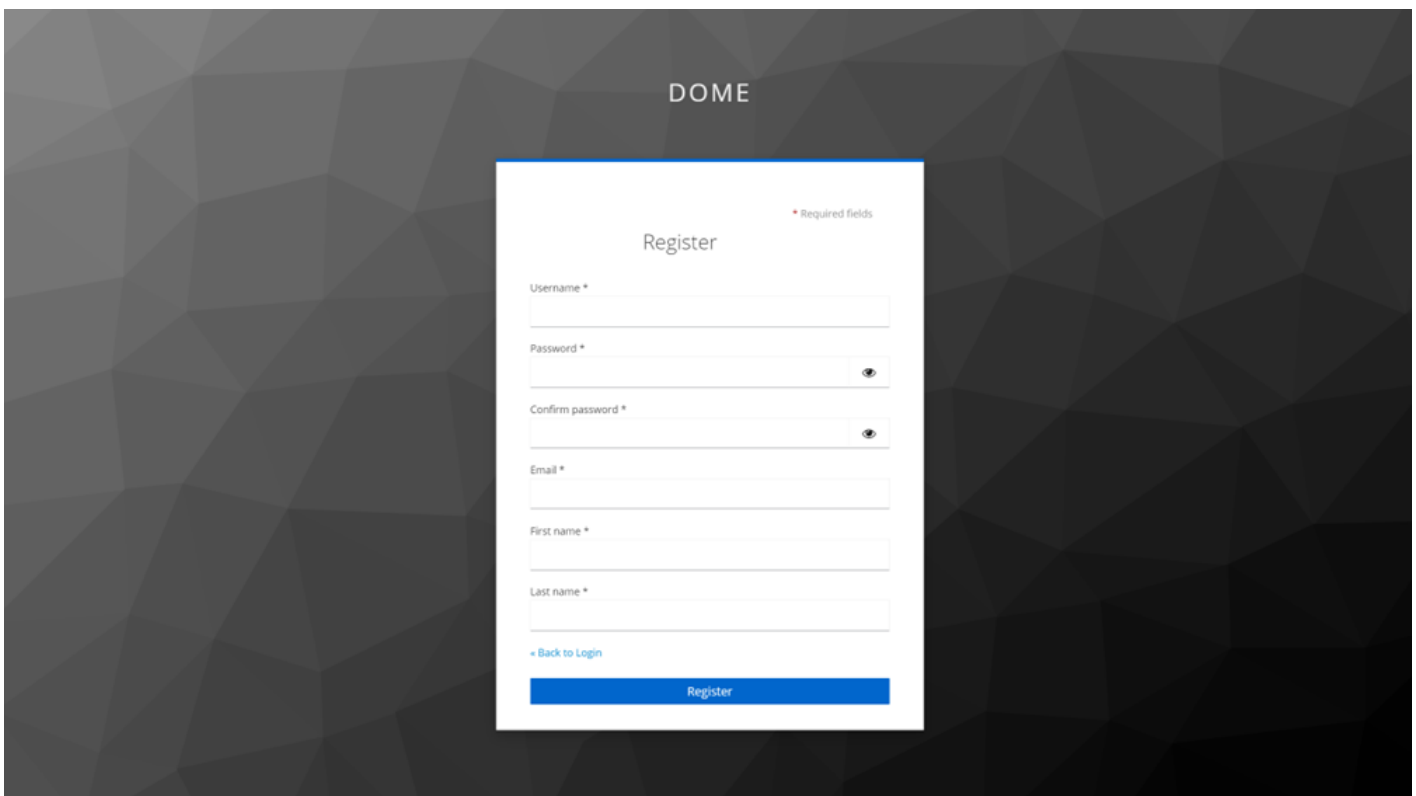 DOME
* Required fields
Register
Username *
Password *
Confirm password *
Email *
First name *
Last name *
« Back to Login
Register